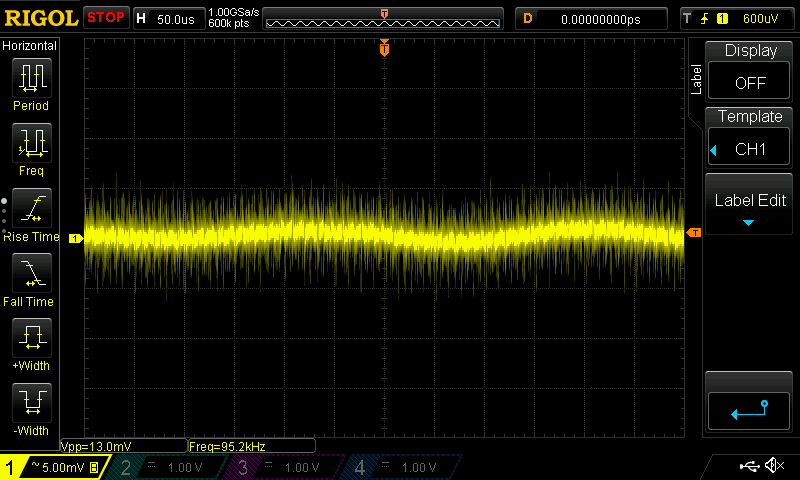 RIGOL STOP H 50.0us 1.00GSa/s 600k pts T D 0.00000000ps T 1 600uV
Horizontal
Period
Freq
Rise Time
Fall Time
+Width
-Width
T
1
T
Label
Display
OFF
Template
CH1
Label Edit
Vpp=13.0mV Freq=95.2kHz
1 ~ 5.00mV B 2 1.00 V 3 1.00 V 4 1.00 V